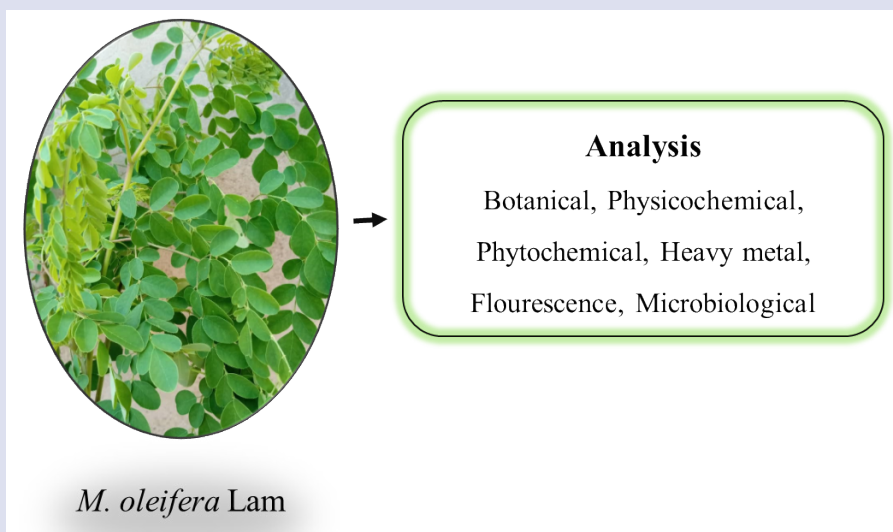 Analysis
Botanical, Physicochemical,
Phytochemical, Heavy metal,
Flourescence, Microbiological
M. oleifera Lam